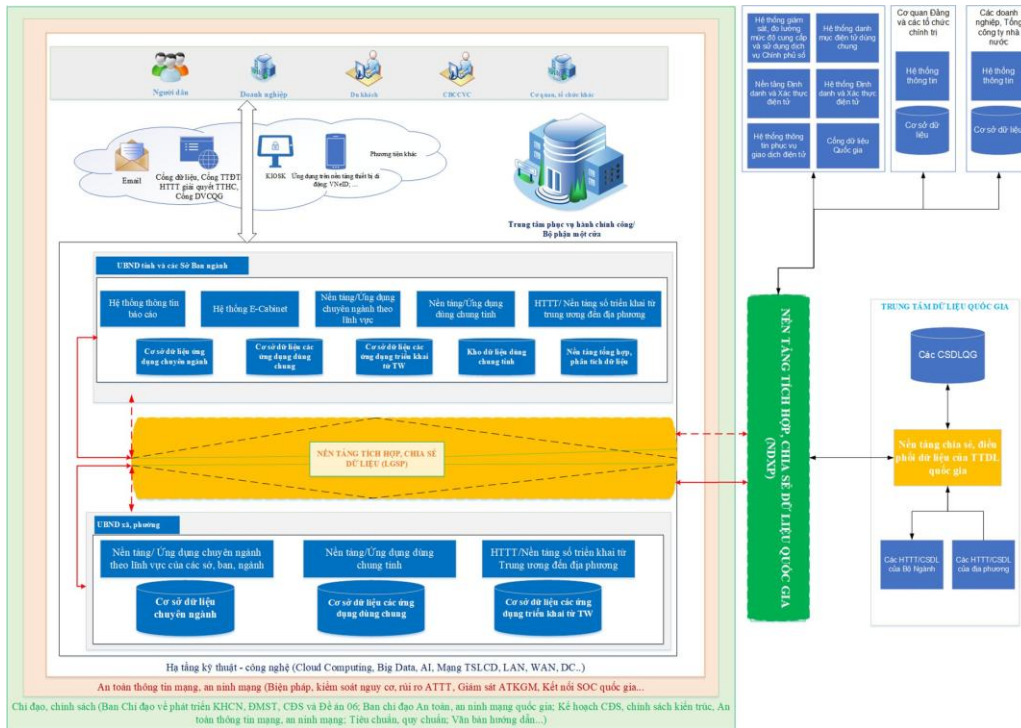 Người dân
Doanh nghiệp
Du khách
CBCCVC
Cơ quan, tổ chức khác
Email
Cổng dữ liệu, Cổng TTĐT
HTTT giải quyết TTHC,
Cổng DVCQG
KIOSK
Ứng dụng trên nền tảng thiết bị di
động VNeID, ...
Phương tiện khác
Trung tâm phục vụ hành chính công/
Bộ phận một cửa
UBND tỉnh và các Sở Ban ngành
Hệ thống thông tin
báo cáo
Hệ thống E-Cabinet
Nền tảng/Ứng dụng
chuyên ngành theo
lĩnh vực
Nền tảng/Ứng dụng
dùng chung tỉnh
HTTT/ Nền tảng số triển khai từ
trung ương đến địa phương
Cơ sở dữ liệu ứng
dụng chuyên ngành
Cơ sở dữ liệu các
ứng dụng dùng
chung
Cơ sở dữ liệu các
ứng dụng triển khai
từ TW
Kho dữ liệu dùng
chung tỉnh
Nền tảng tổng hợp,
phân tích dữ liệu
NỀN TẢNG TÍCH HỢP, CHIA SẺ
DỮ LIỆU (LGSP)
UBND xã, phường
Nền tảng/ Ứng dụng chuyên ngành
theo lĩnh vực của các sở, ban, ngành
Nền tảng/Ứng dụng dùng
chung tỉnh
HTTT/Nền tảng số triển khai từ
Trung ương đến địa phương
Cơ sở dữ liệu
chuyên ngành
Cơ sở dữ liệu các ứng
dụng dùng chung
Cơ sở dữ liệu các ứng
dụng triển khai từ TW
Hạ tầng kỹ thuật - công nghệ (Cloud Computing, Big Data, AI, Mạng TSLCD, LAN, WAN, DC..)
An toàn thông tin mạng, an ninh mạng (Biện pháp, kiểm soát nguy cơ, rủi ro ATTT, Giám sát ATKGM, Kết nối SOC quốc gia...
Chỉ đạo, chính sách (Ban Chỉ đạo về phát triển KHCN, ĐMST, CĐS và Đề án 06; Ban chỉ đạo An toàn, an ninh mạng quốc gia; Kế hoạch CĐS, chính sách kiến trúc, An
toàn thông tin mạng, an ninh mạng; Tiêu chuẩn, quy chuẩn; Văn bản hướng dẫn...)
Hệ thống giám
sát, đo lường
mức độ cung cấp
và sử dụng dịch
vụ Chính phủ số
Hệ thống danh
mục điện tử dùng
chung
Nền tảng Định
danh và Xác thực
điện tử
Hệ thống Định
danh và Xác thực
điện tử
Hệ thống thông
tin phục vụ
giao dịch điện tử
Cổng dữ liệu
Quốc gia
Cơ quan Đảng
và các tổ chức
chính trị
Hệ thống
thông tin
Cơ sở dữ
liệu
Các doanh
nghiệp, Tổng
công ty nhà
nước
Hệ thống
thông tin
Cơ sở dữ liệu
NỀN TẢNG TÍCH HỢP, CHIA SẺ DỮ LIỆU QUỐC GIA
(NDXP)
TRUNG TÂM DỮ LIỆU QUỐC GIA
Các CSDLQG
Nền tảng chia sẻ, điều
phối dữ liệu của TTDL
quốc gia
Các HTTT/CSDL
của Bộ Ngành
Các HTTT/CSDL
của địa phương